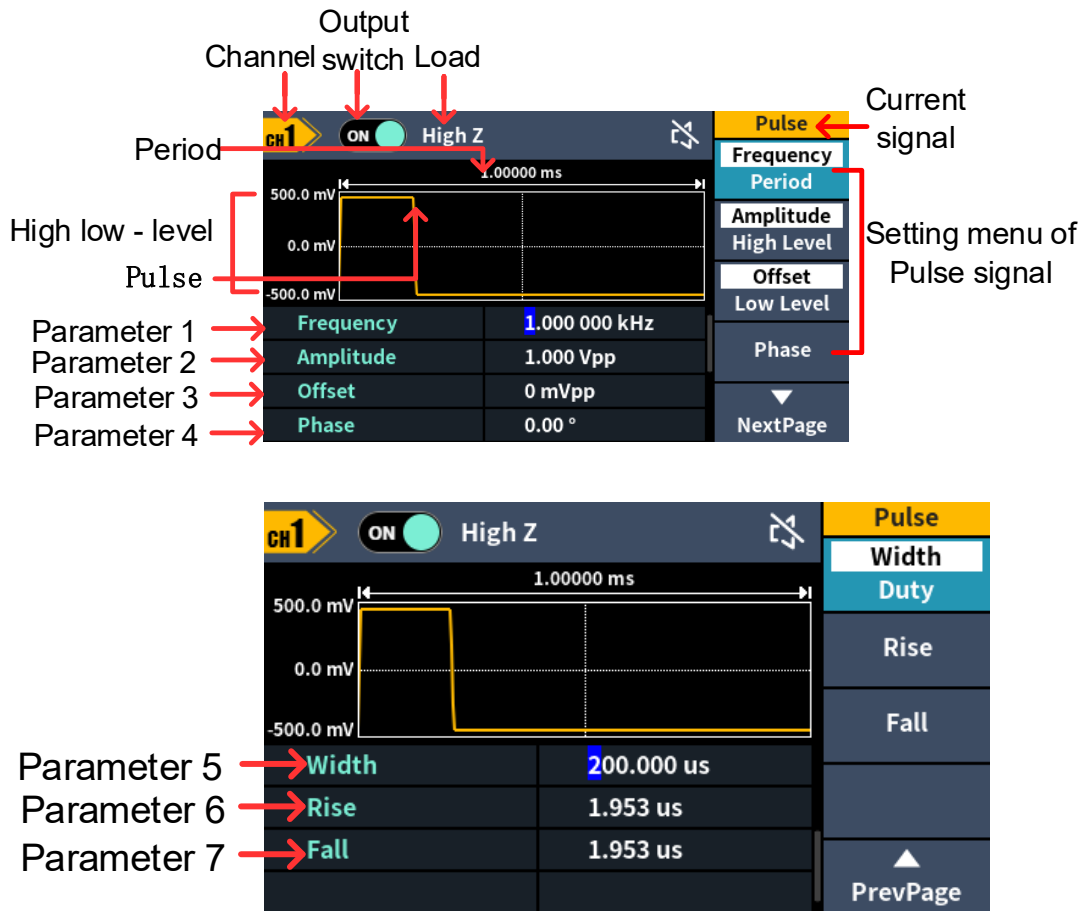 Output
Channel switch Load
Current
signal
CH1 ON High Z
Pulse
Period
1.00000 ms
Frequency
Period
500.0 mV
High low - level
0.0 mV
Amplitude
High Level
Setting menu of
Pulse signal
Pulse
-500.0 mV
Offset
Low Level
Parameter 1 Frequency 1.000 000 kHz
Parameter 2 Amplitude 1.000 Vpp
Phase
Parameter 3 Offset 0 mVpp
Parameter 4 Phase 0.00 °
NextPage
CH1 ON High Z
Pulse
Width
Duty
1.00000 ms
500.0 mV
Rise
0.0 mV
Fall
-500.0 mV
Parameter 5 Width 200.000 us
Parameter 6 Rise 1.953 us
Parameter 7 Fall 1.953 us
PrevPage